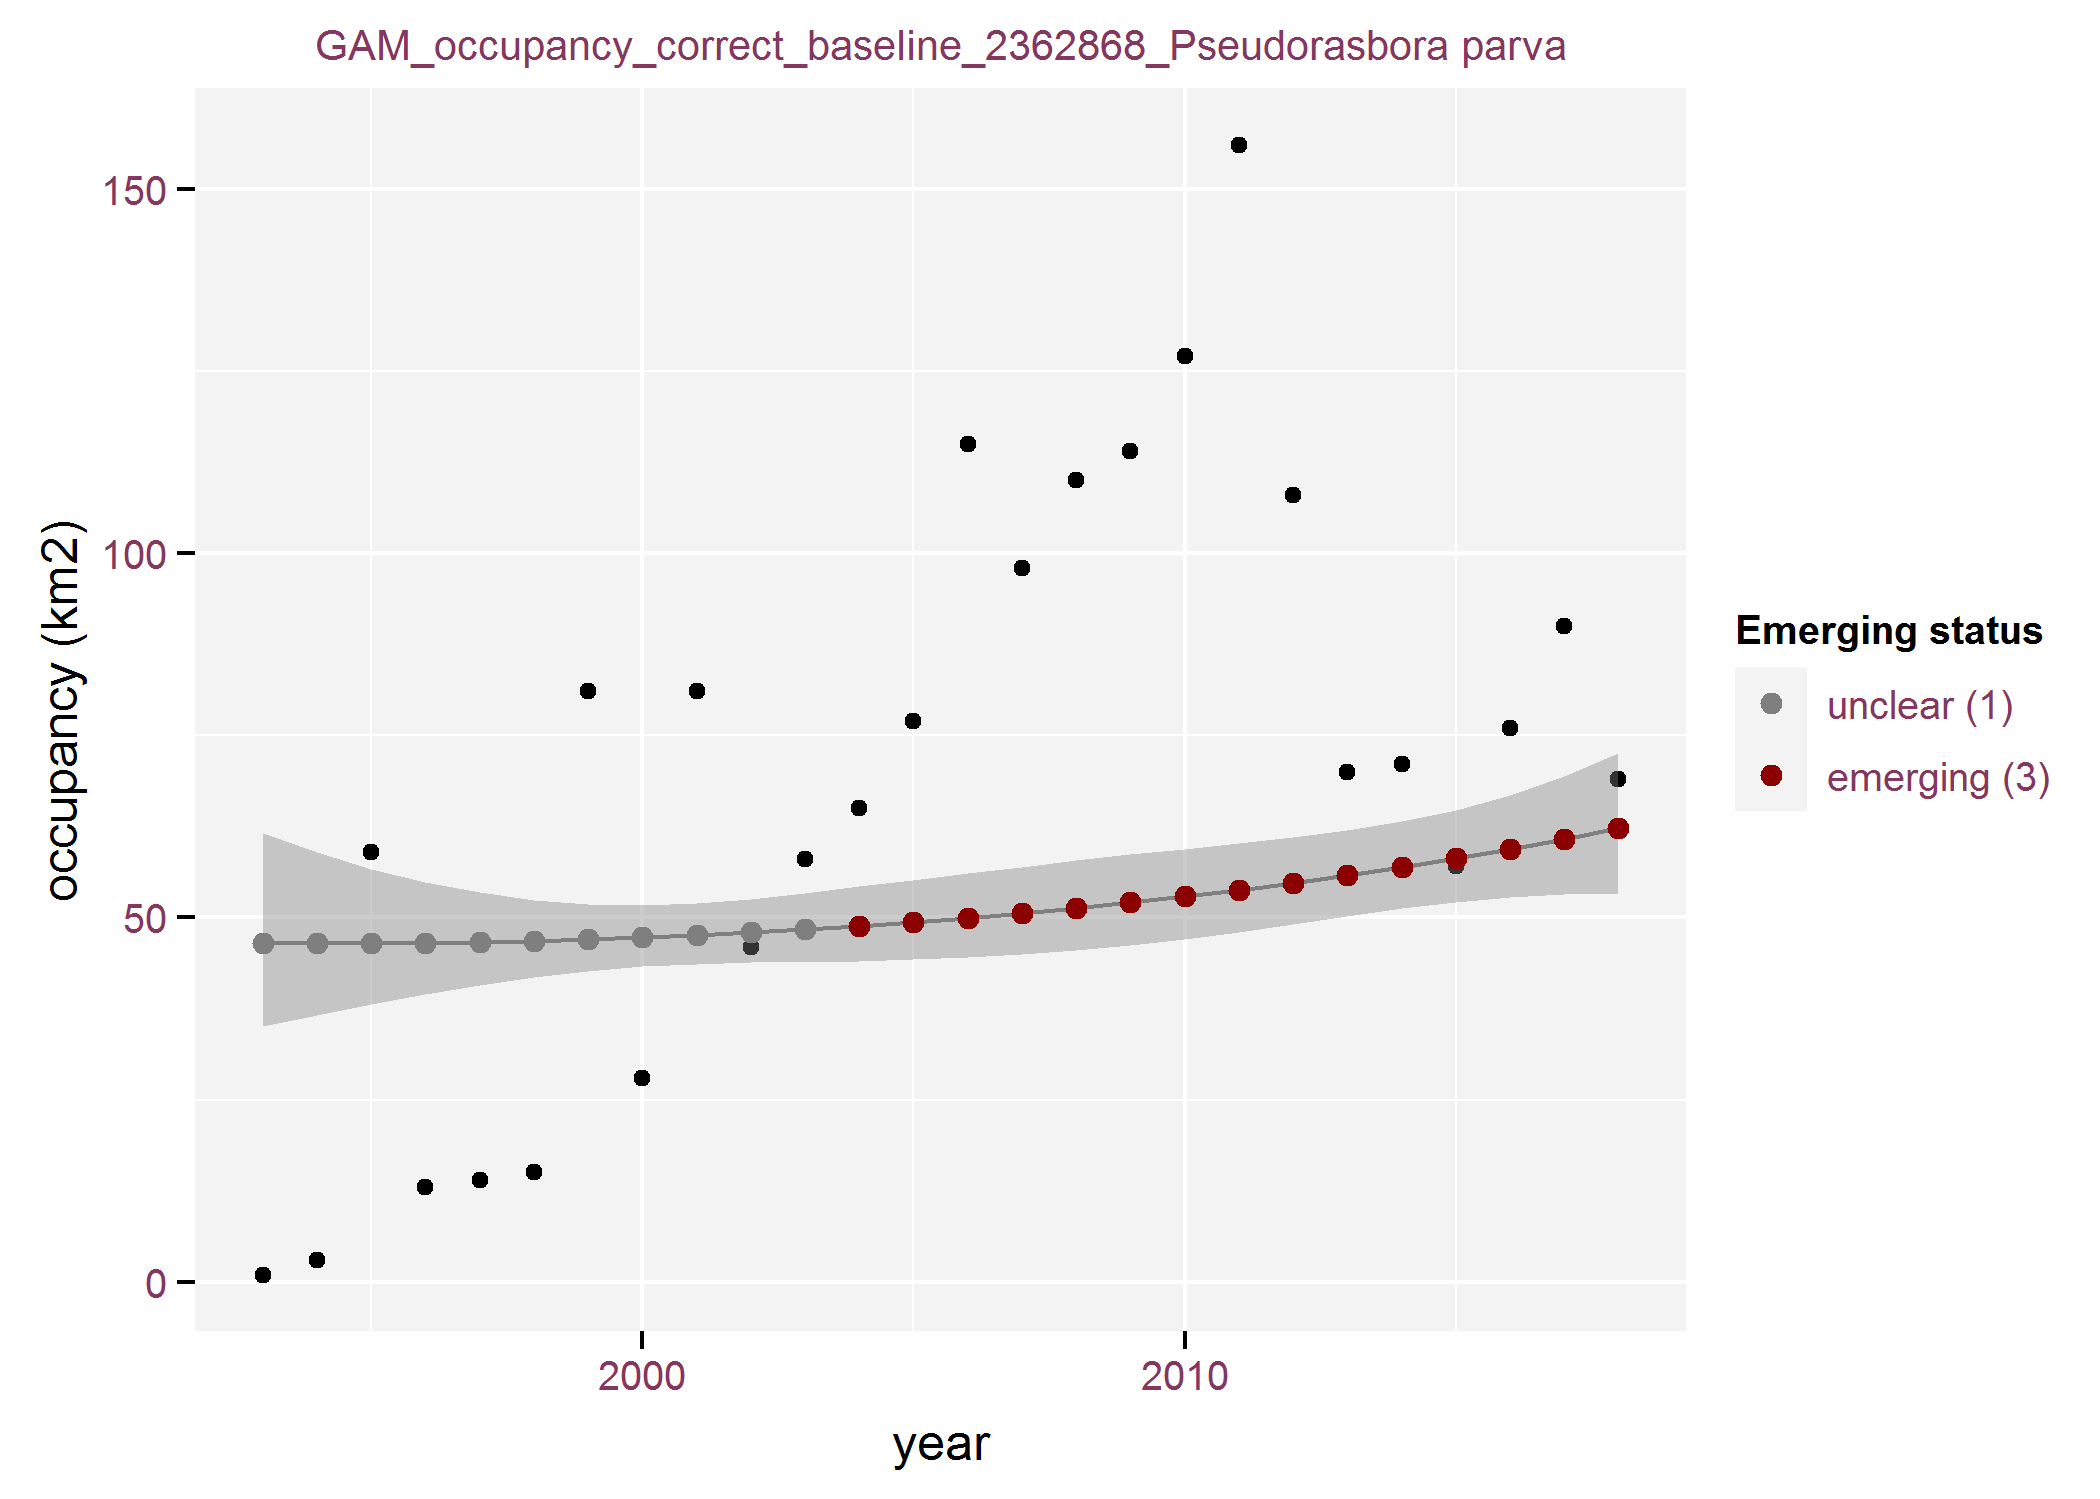 GAM_occupancy_correct_baseline_2362868_Pseudorasbora parva
150
100
50
0
occupancy (km2)
2000
2010
year
Emerging status
unclear (1)
emerging (3)